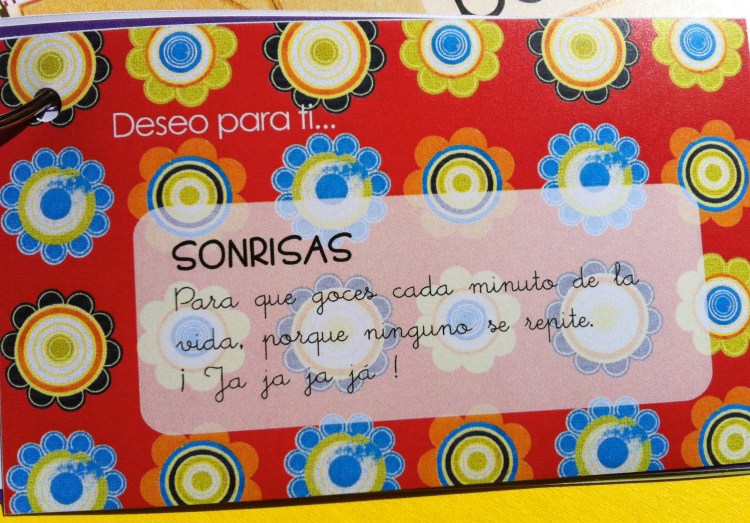 Deseo para ti...
SONRISAS
Para que goces cada minuto de la
vida, porque ninguno se repite.
¡ Ja ja ja já !